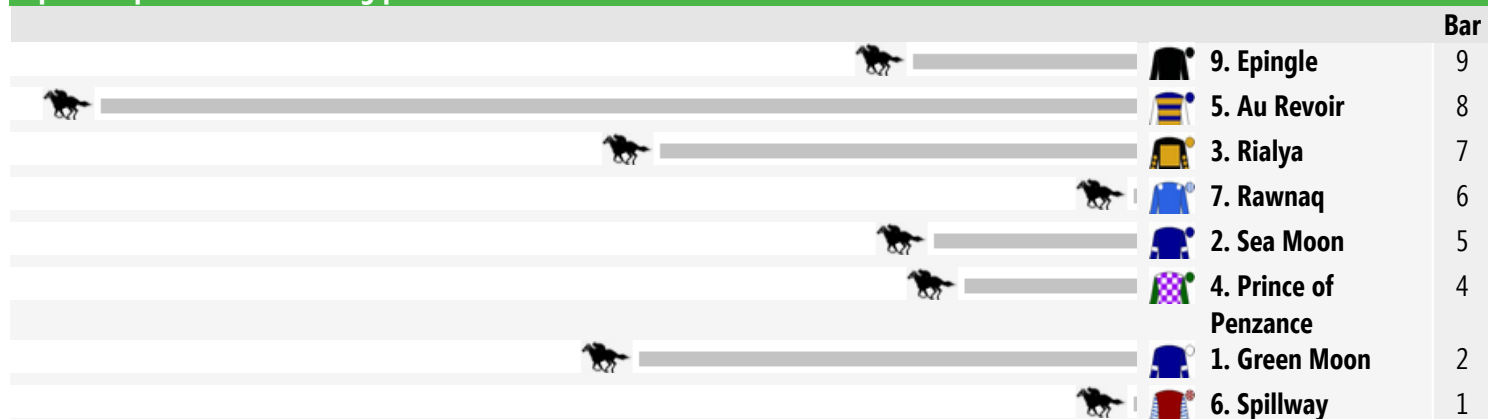 Bar
9. Epingle 9
5. Au Revoir 8
3. Rialya 7
7. Rawnaq 6
2. Sea Moon 5
4. Prince of 4
Penzance
1. Green Moon 2
6. Spillway 1